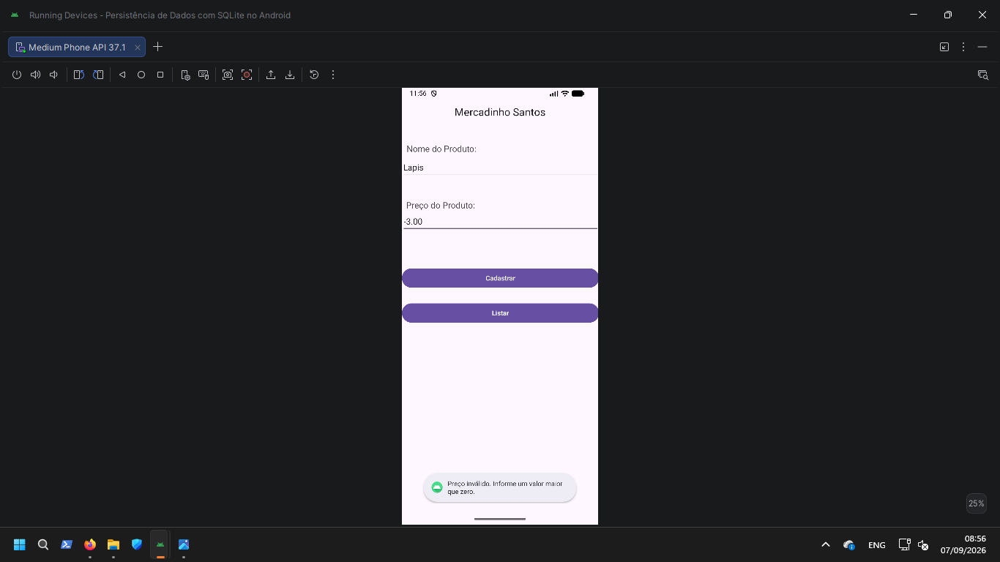 Running Devices - Persistência de Dados com SQLite no Android
Medium Phone API 37.1
11:56
Mercadinho Santos
Nome do Produto:
Lapis
Preço do Produto:
-3.00
Cadastrar
Listar
Preço inválido. Informe um valor maior
que zero.
25%
ENG
08:56
07/09/2026